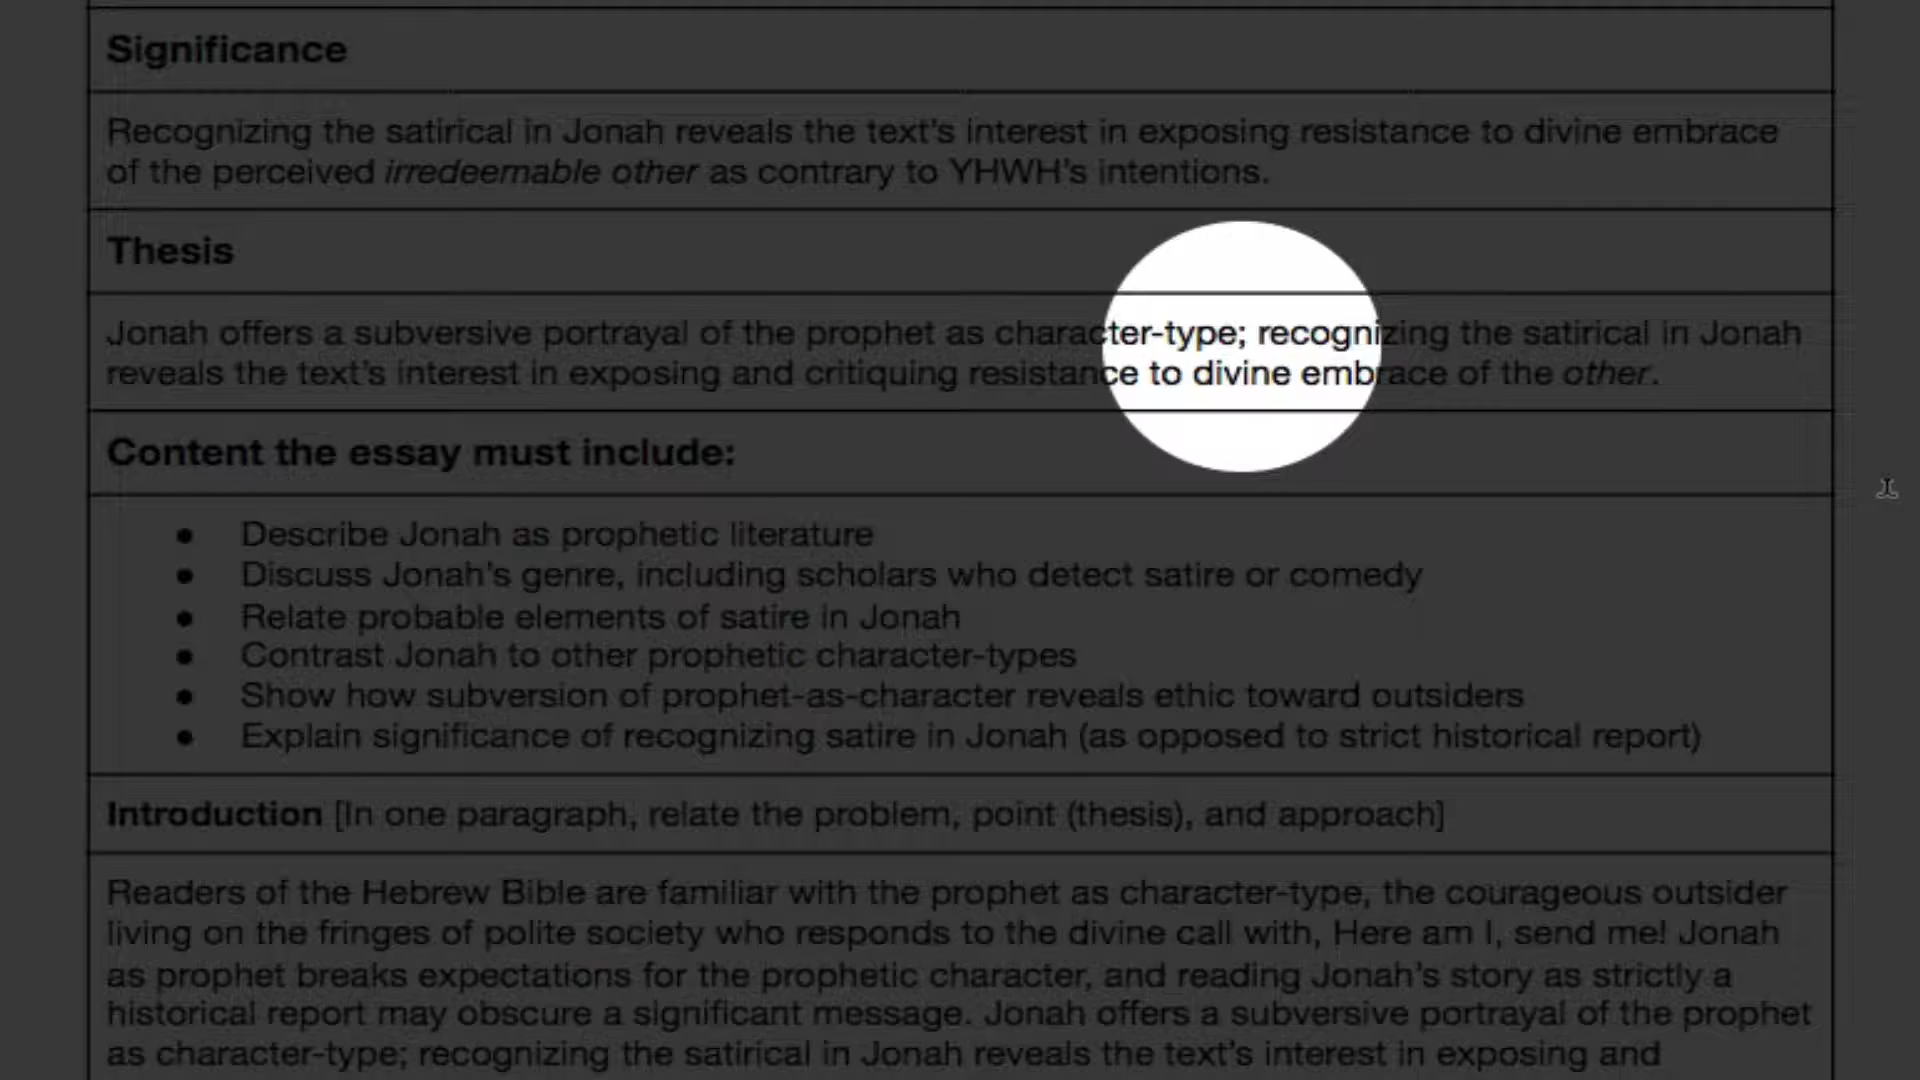 Significance
Recognizing the satirical in Jonah reveals the text's interest in exposing resistance to divine embrace
of the perceived irredeemable other as contrary to YHWH's intentions.
Thesis
Jonah offers a subversive portrayal of the prophet as character-type; recognizing the satirical in Jonah
reveals the text's interest in exposing and critiquing resistance to divine embrace of the other.
Content the essay must include:
● Describe Jonah as prophetic literature
● Discuss Jonah's genre, including scholars who detect satire or comedy
● Relate probable elements of satire in Jonah
● Contrast Jonah to other prophetic character-types
● Show how subversion of prophet-as-character reveals ethic toward outsiders
● Explain significance of recognizing satire in Jonah (as opposed to strict historical report)
Introduction [In one paragraph, relate the problem, point (thesis), and approach]
Readers of the Hebrew Bible are familiar with the prophet as character-type, the courageous outsider
living on the fringes of polite society who responds to the divine call with, Here am I, send me! Jonah
as prophet breaks expectations for the prophetic character, and reading Jonah's story as strictly a
historical report may obscure a significant message. Jonah offers a subversive portrayal of the prophet
as character-type; recognizing the satirical in Jonah reveals the text's interest in exposing and